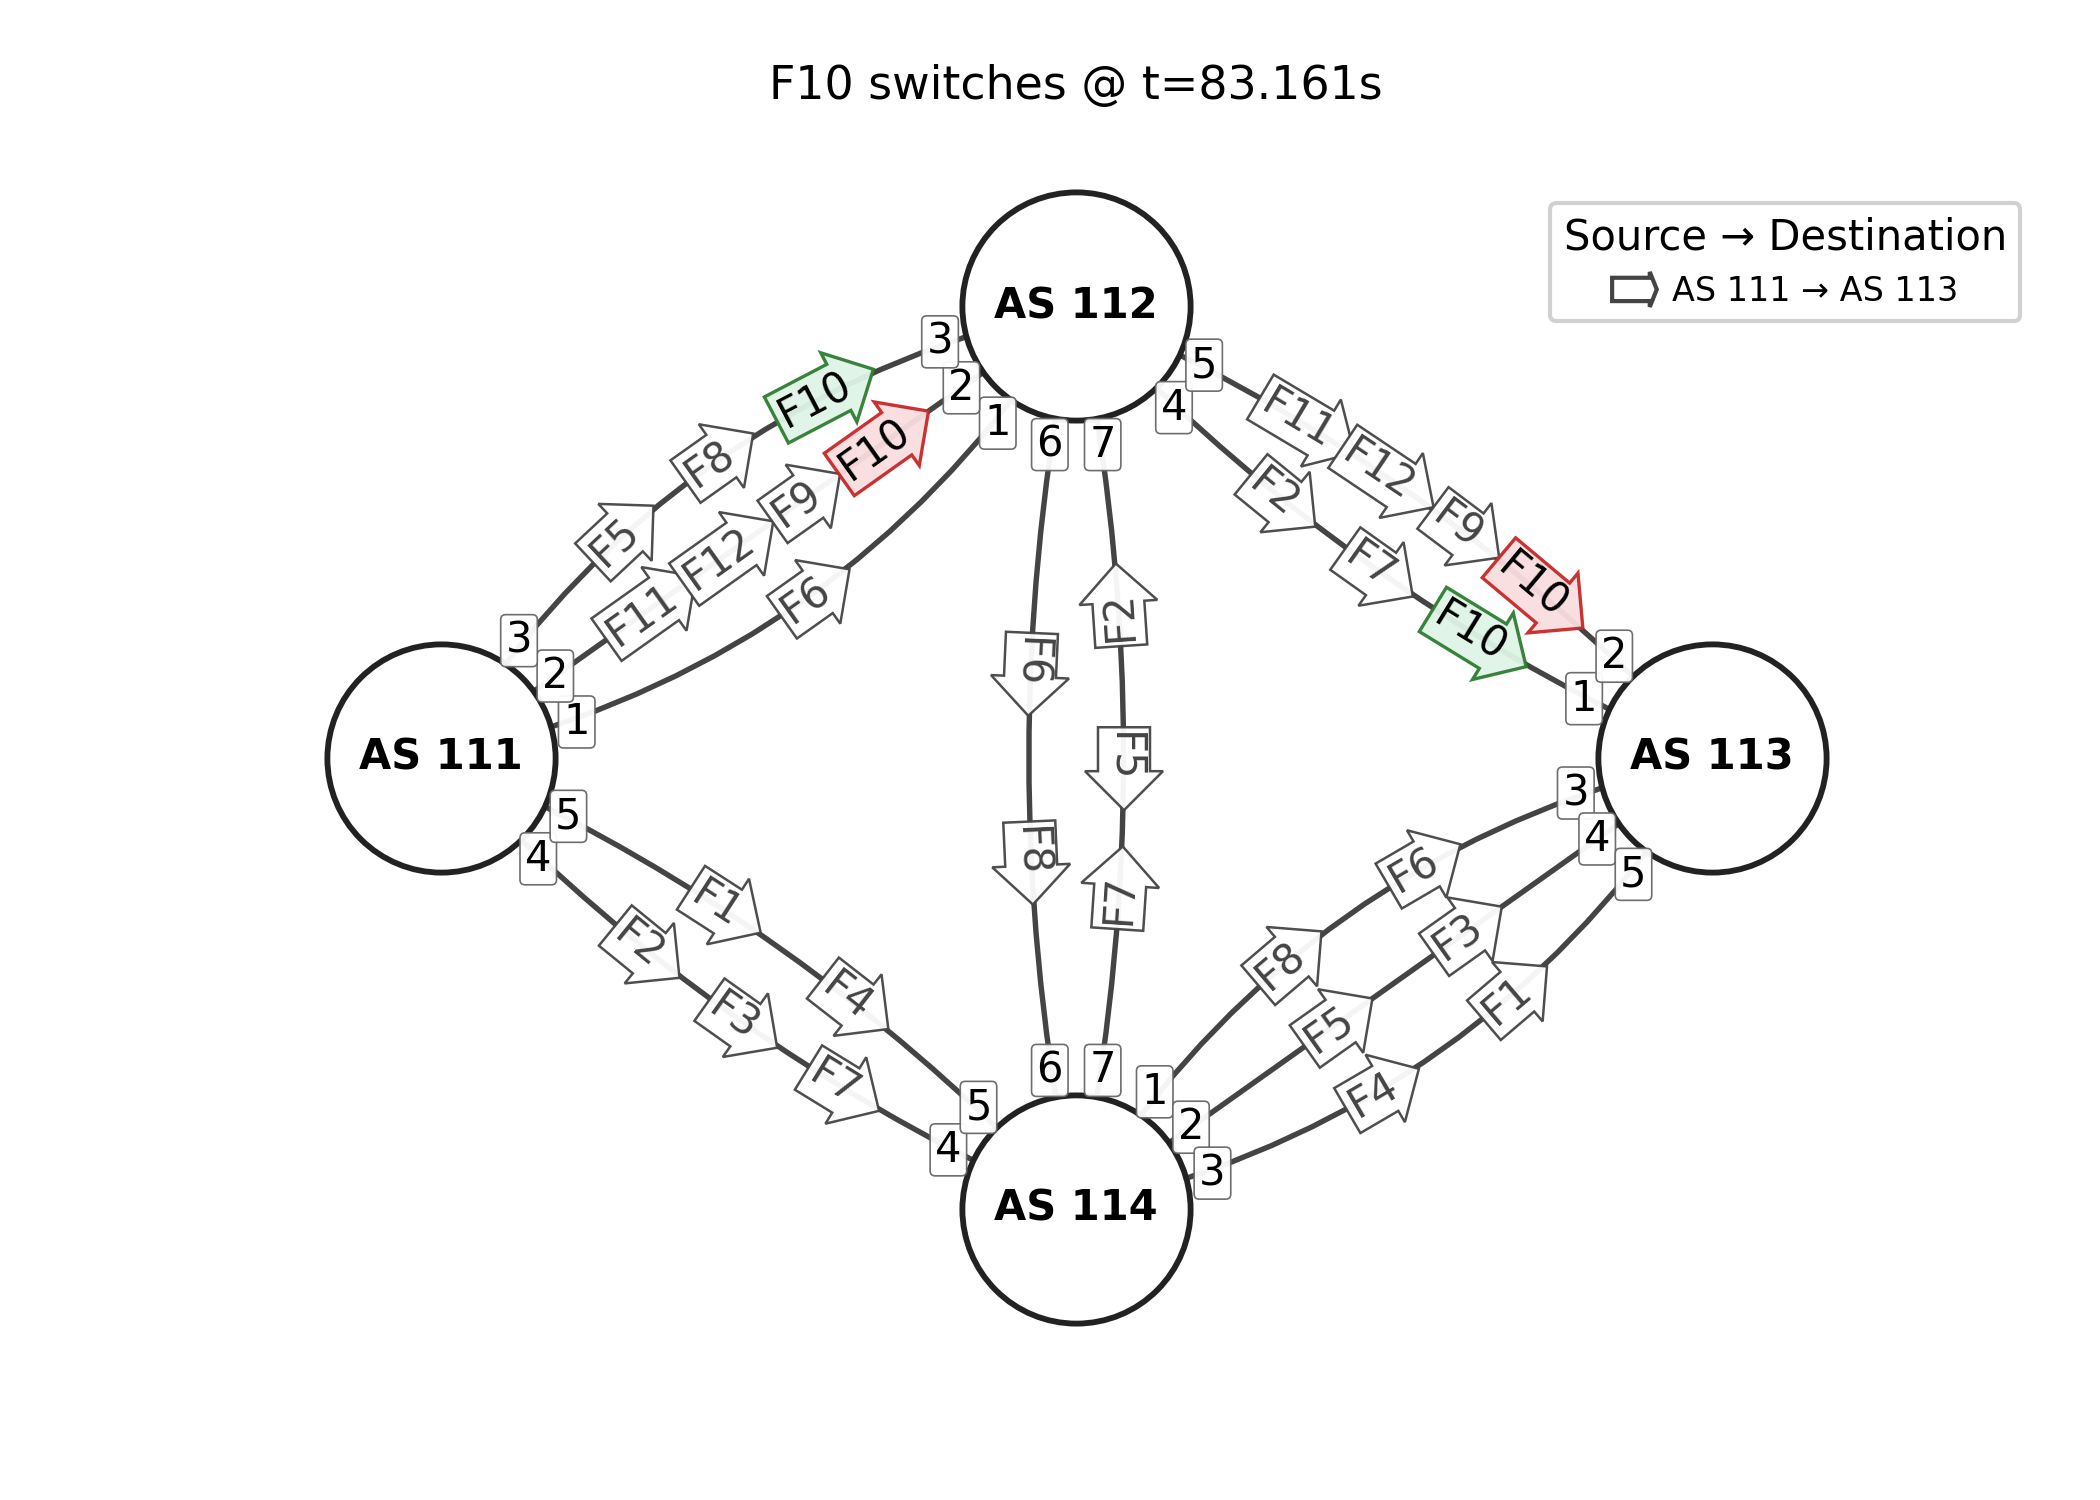 F10 switches @ t=83.161s
Source → Destination
AS 111 → AS 113
AS 112
3
2
1
6
7
4
5
F10
F10
F8
F9
F5
F12
F11
F6
F11
F12
F2
F9
F7
F10
F10
3
2
1
AS 111
5
4
F6
F2
F5
F8
F7
2
1
AS 113
3
4
5
F1
F2
F4
F3
F7
F6
F8
F3
F5
F1
F4
5
4
6
7
1
2
3
AS 114